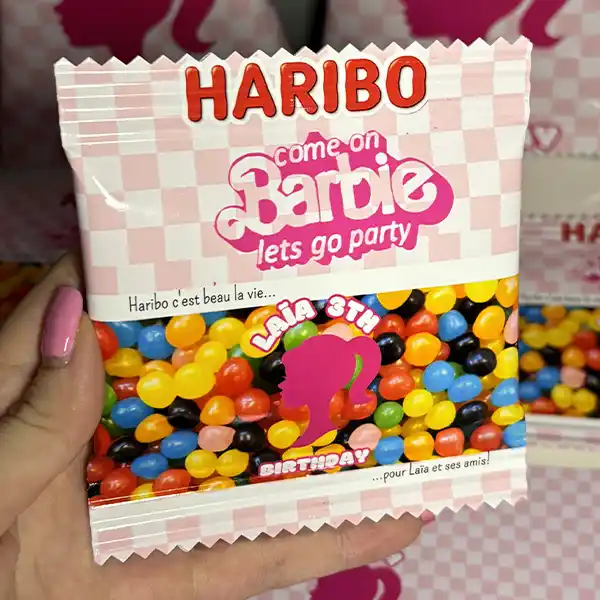 HARIBO
come on
Barbie
lets go party
Haribo c'est beau la vie...
LAÏA 3TH
BIRTHDAY
...pour Laïa et ses amis!
HA